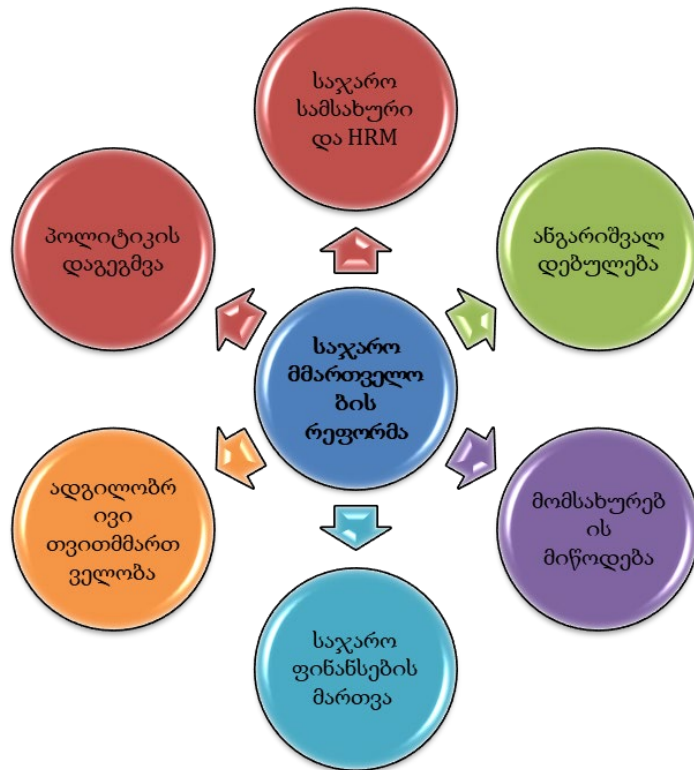 საჯარო
სამსახური
და HRM
პოლიტიკის
დაგეგმვა
ანგარიშვალ
დებულება
საჯარო
მმართველო
ბის
რეფორმა
ადგილობრ
ივი
თვითმმართ
ველობა
მომსახურებ
ის
მიწოდება
საჯარო
ფინანსების
მართვა